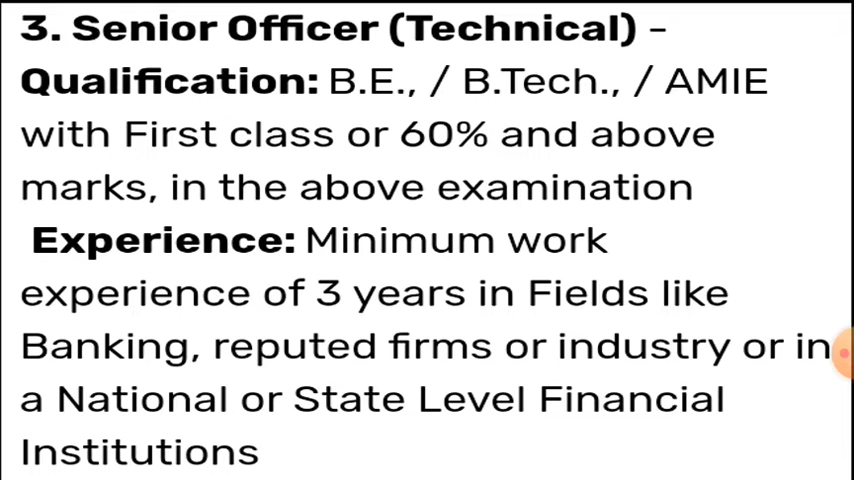 3. Senior Officer (Technical) -
Qualification: B.E., / B.Tech., / AMIE
with First class or 60% and above
marks, in the above examination
Experience: Minimum work
experience of 3 years in Fields like
Banking, reputed firms or industry or in
a National or State Level Financial
Institutions